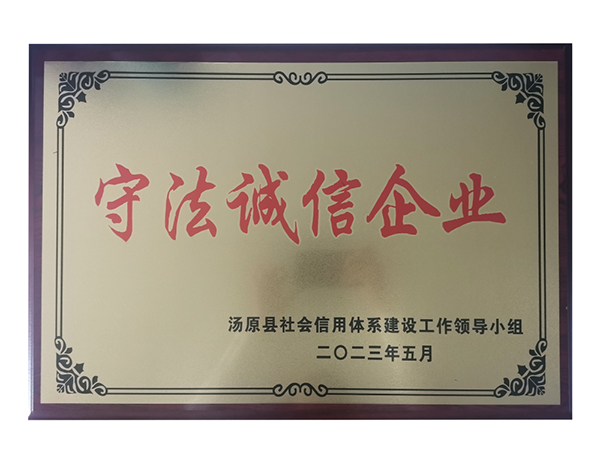 守法诚信企业
汤原县社会信用体系建设工作领导小组
二〇二三年五月